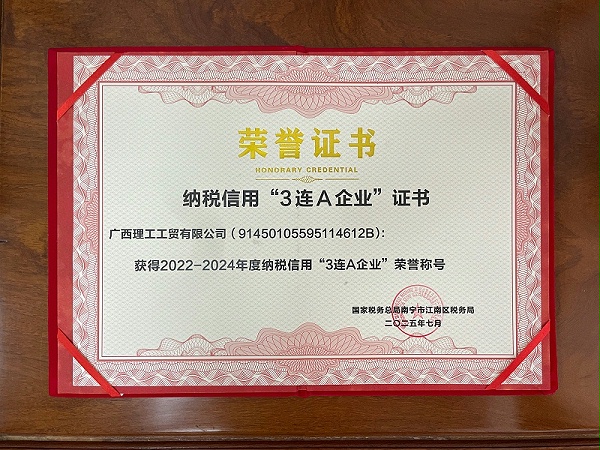 荣誉证书
HONORARY CREDENTIAL
纳税信用“3连A企业”证书
广西理工工贸有限公司（91450105595114612B）：
获得2022-2024年度纳税信用“3连A企业”荣誉称号
国家税务总局南宁市江南区税务局
二〇二五年七月